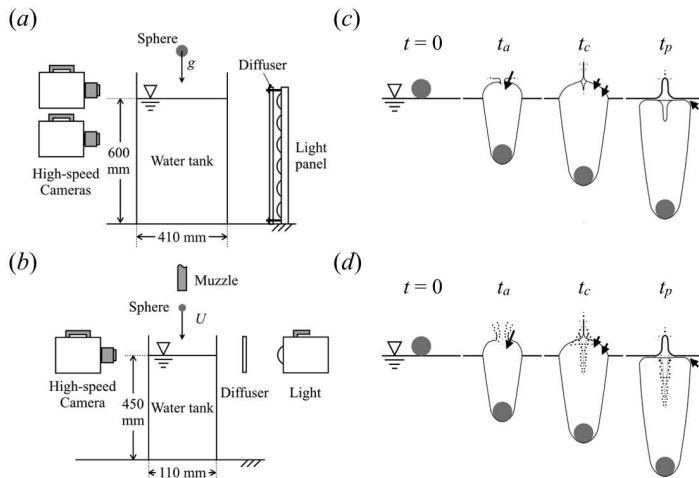 (a)
Sphere
g
Diffuser
600
mm
Water tank
Light
panel
High-speed
Cameras
410 mm
(b)
Muzzle
Sphere
U
High-speed
Camera
450
mm
Water tank
Diffuser
Light
110 mm
(c)
t = 0
ta
tc
tp
(d)
t = 0
ta
tc
tp